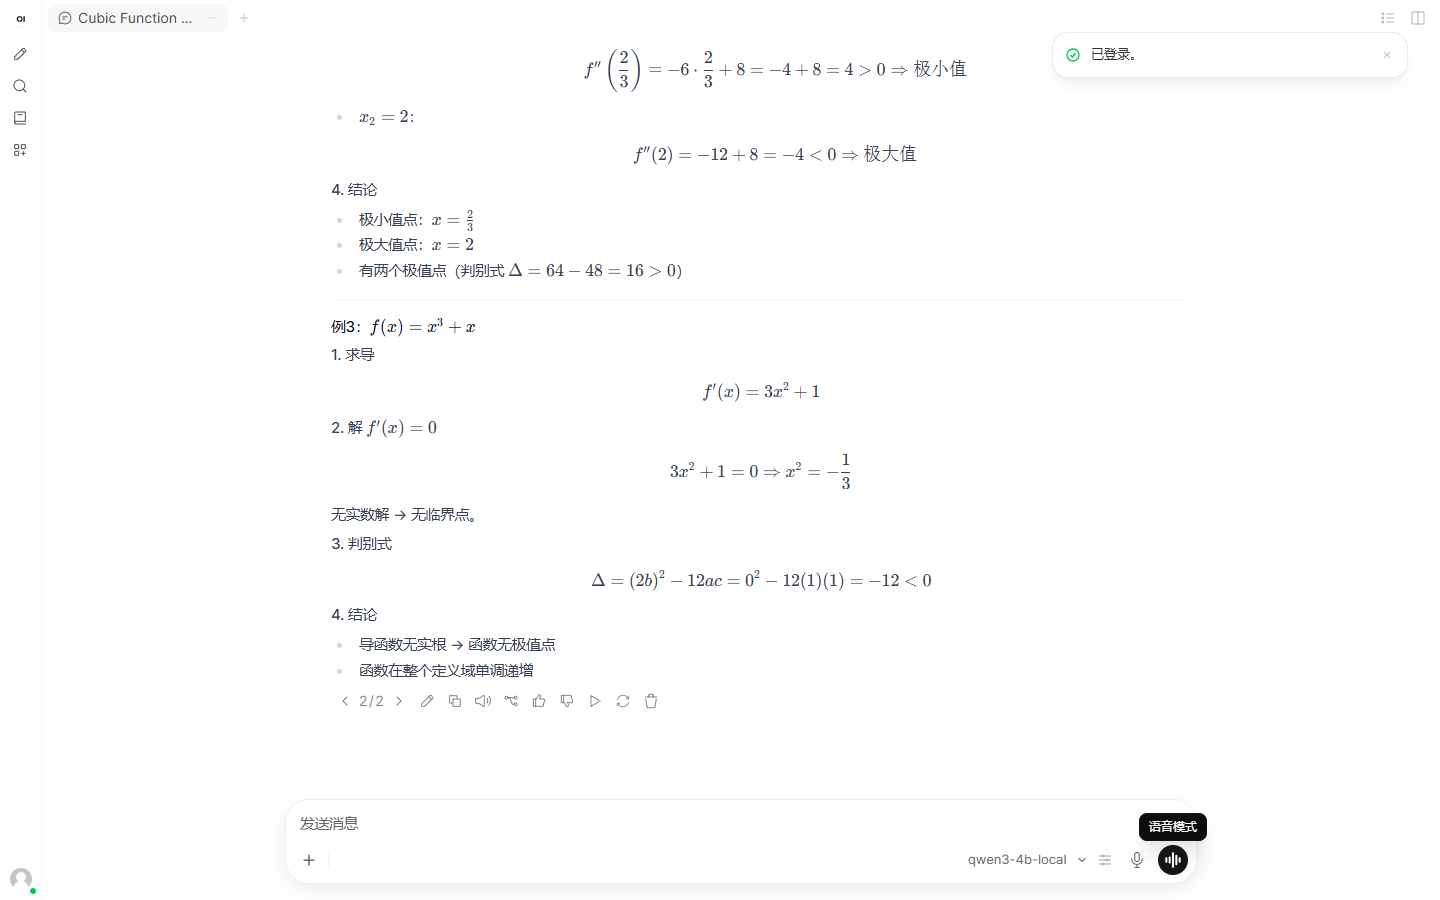 OI
Cubic Function ...
已登录。
f''(2/3) = −6 · 2/3 + 8 = −4 + 8 = 4 > 0 ⇒ 极小值
x₂ = 2：
f''(2) = −12 + 8 = −4 < 0 ⇒ 极大值
4. 结论
极小值点：x = 2/3
极大值点：x = 2
有两个极值点（判别式 Δ = 64 − 48 = 16 > 0）
例3：f(x) = x³ + x
1. 求导
f'(x) = 3x² + 1
2. 解 f'(x) = 0
3x² + 1 = 0 ⇒ x² = −1/3
无实数解 → 无临界点。
3. 判别式
Δ = (2b)² − 12ac = 0² − 12(1)(1) = −12 < 0
4. 结论
导函数无实根 → 函数无极值点
函数在整个定义域单调递增
2/2
发送消息
语音模式
qwen3-4b-local